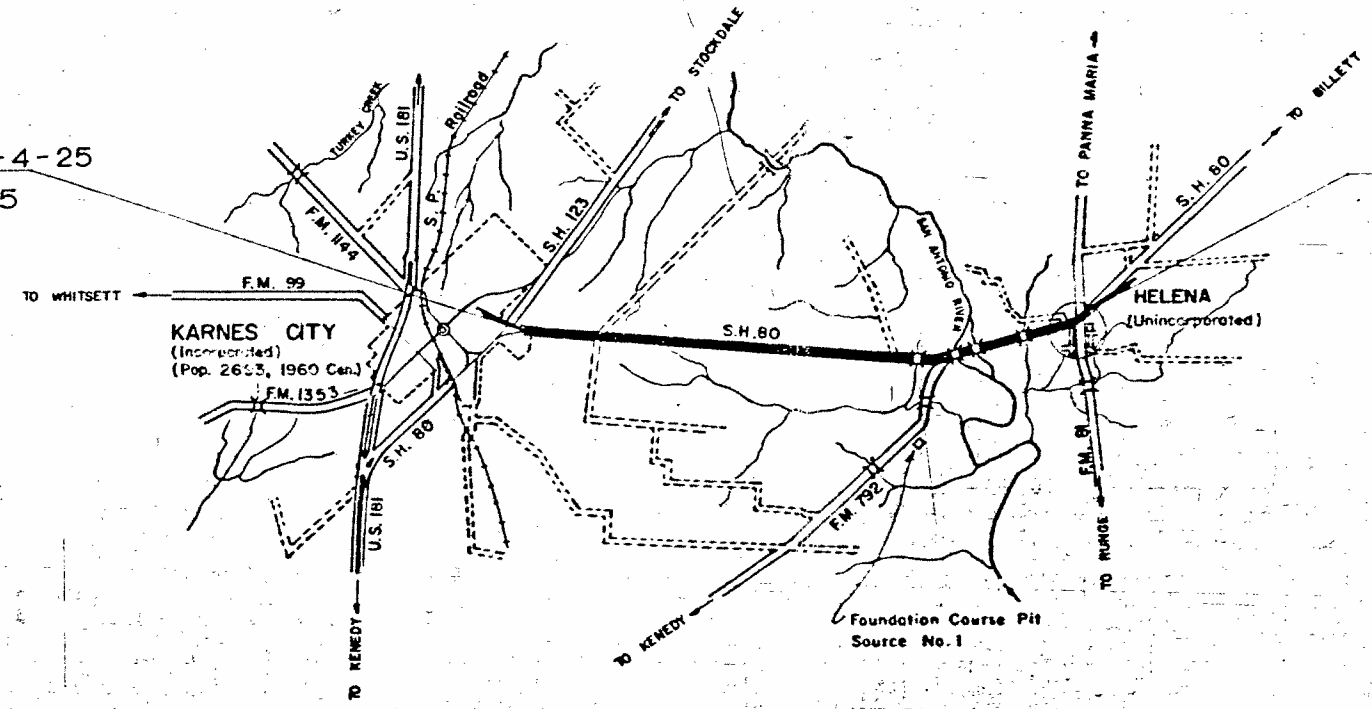 -4-25
5
TO STOCKDALE
TO PANNA MARIA
TO GILLETT
TURKEY CREEK
U.S. 181
Railroad
S. P.
F.M. 1144
S.H. 123
SAN ANTONIO RIVER
S.H. 80
TO WHITSETT
F.M. 99
KARNES CITY
(Incorporated)
S.H. 80
HELENA
(Unincorporated)
F.M. 1353
S.H. 80
U.S. 181
F.M. 792
F.M. 81
TO RUNGE
TO KENEDY
TO KENEDY
Foundation Course Pit
Source No. 1
(Pop. 1960 Cen.)